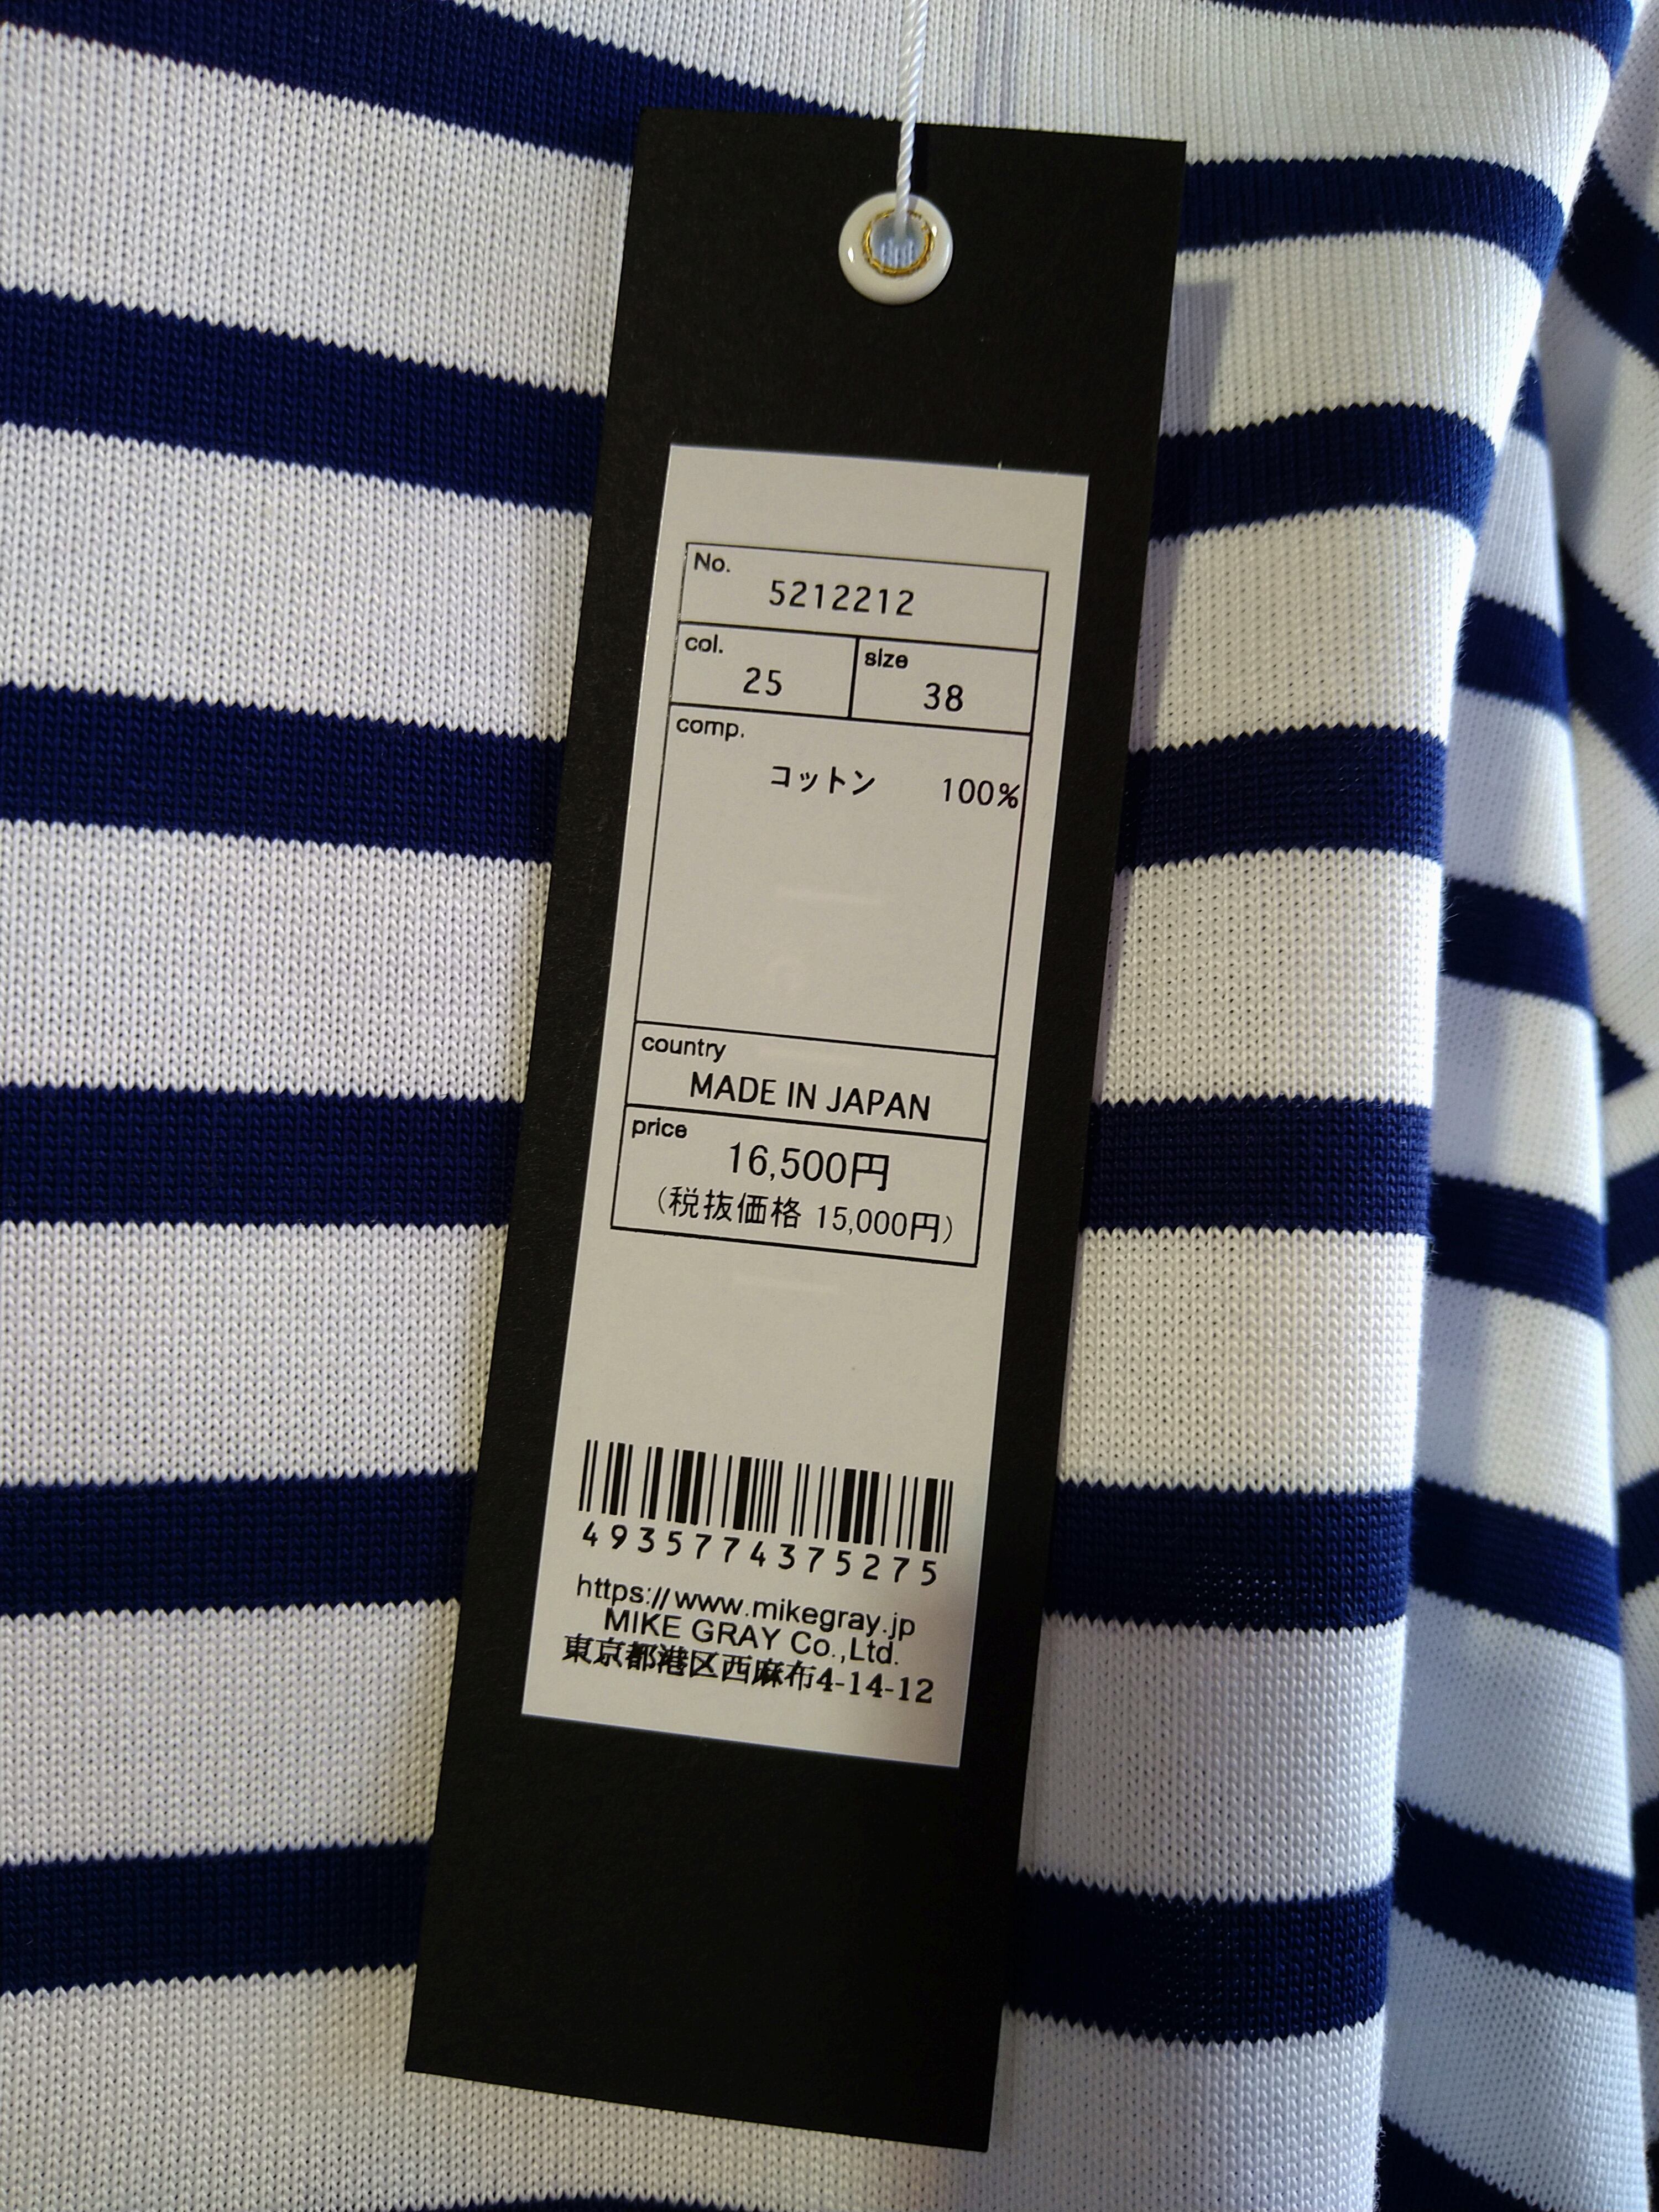 No.
5212212
col.
25
size
38
comp.
コットン 100%
country
MADE IN JAPAN
price
16,500円
(税抜価格 15,000円)
4935774375275
https://www.mikegray.jp
MIKE GRAY Co.,Ltd.
東京都港区西麻布4-14-12